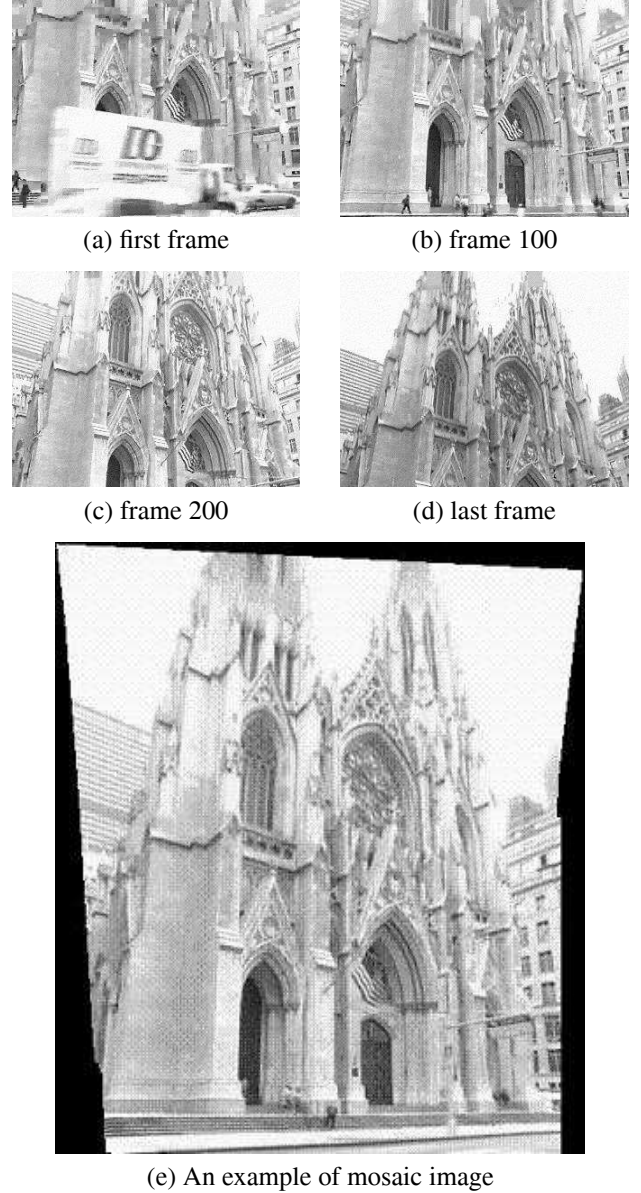 (a) first frame
(b) frame 100
(c) frame 200
(d) last frame
(e) An example of mosaic image